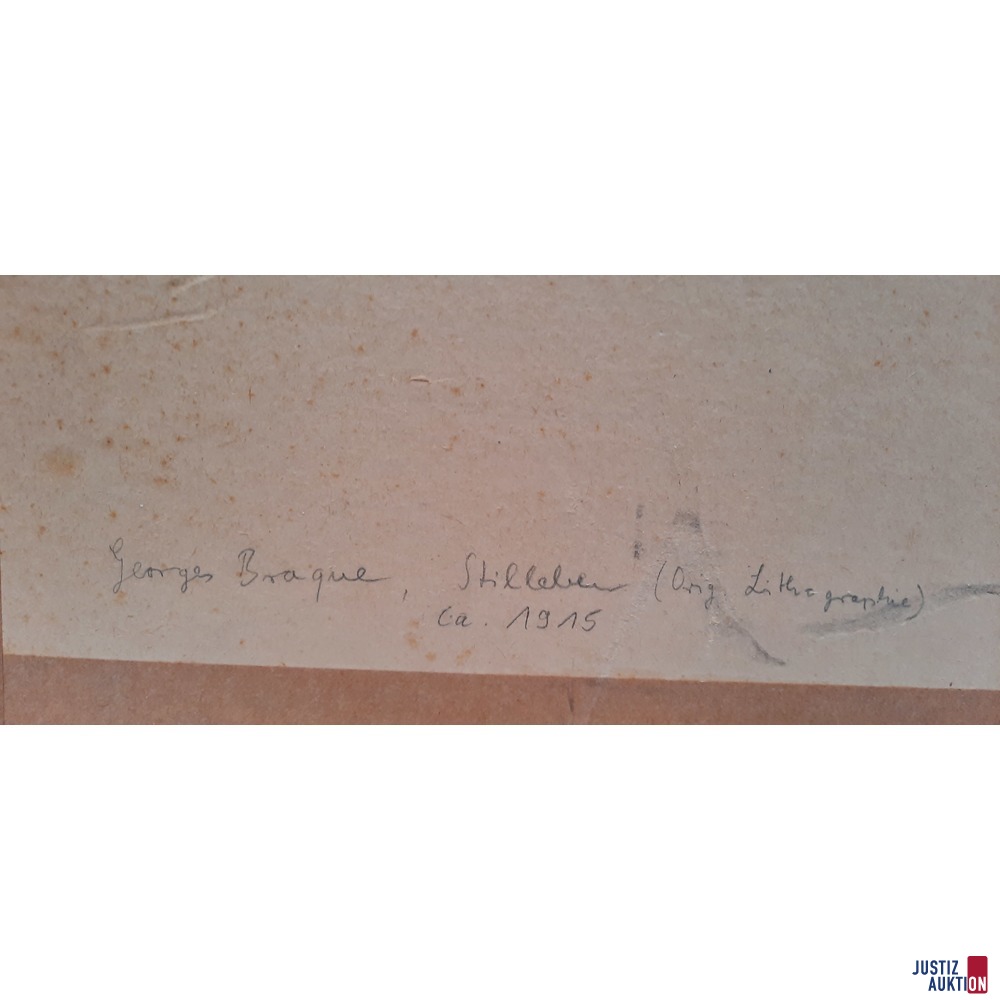 Georges Braque, Stilleben (Orig Lithographie)
ca. 1915
JUSTIZ
AUKTION